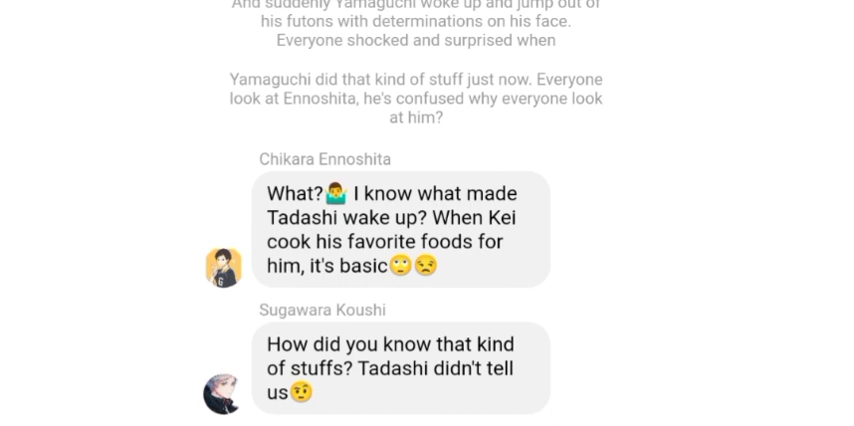 And suddenly Yamaguchi woke up and jump out of
his futons with determinations on his face.
Everyone shocked and surprised when
Yamaguchi did that kind of stuff just now. Everyone
look at Ennoshita, he's confused why everyone look
at him?
Chikara Ennoshita
What?🤷‍♂️ I know what made
Tadashi wake up? When Kei
cook his favorite foods for
him, it's basic🙄😒
Sugawara Koushi
How did you know that kind
of stuffs? Tadashi didn't tell
us🤨